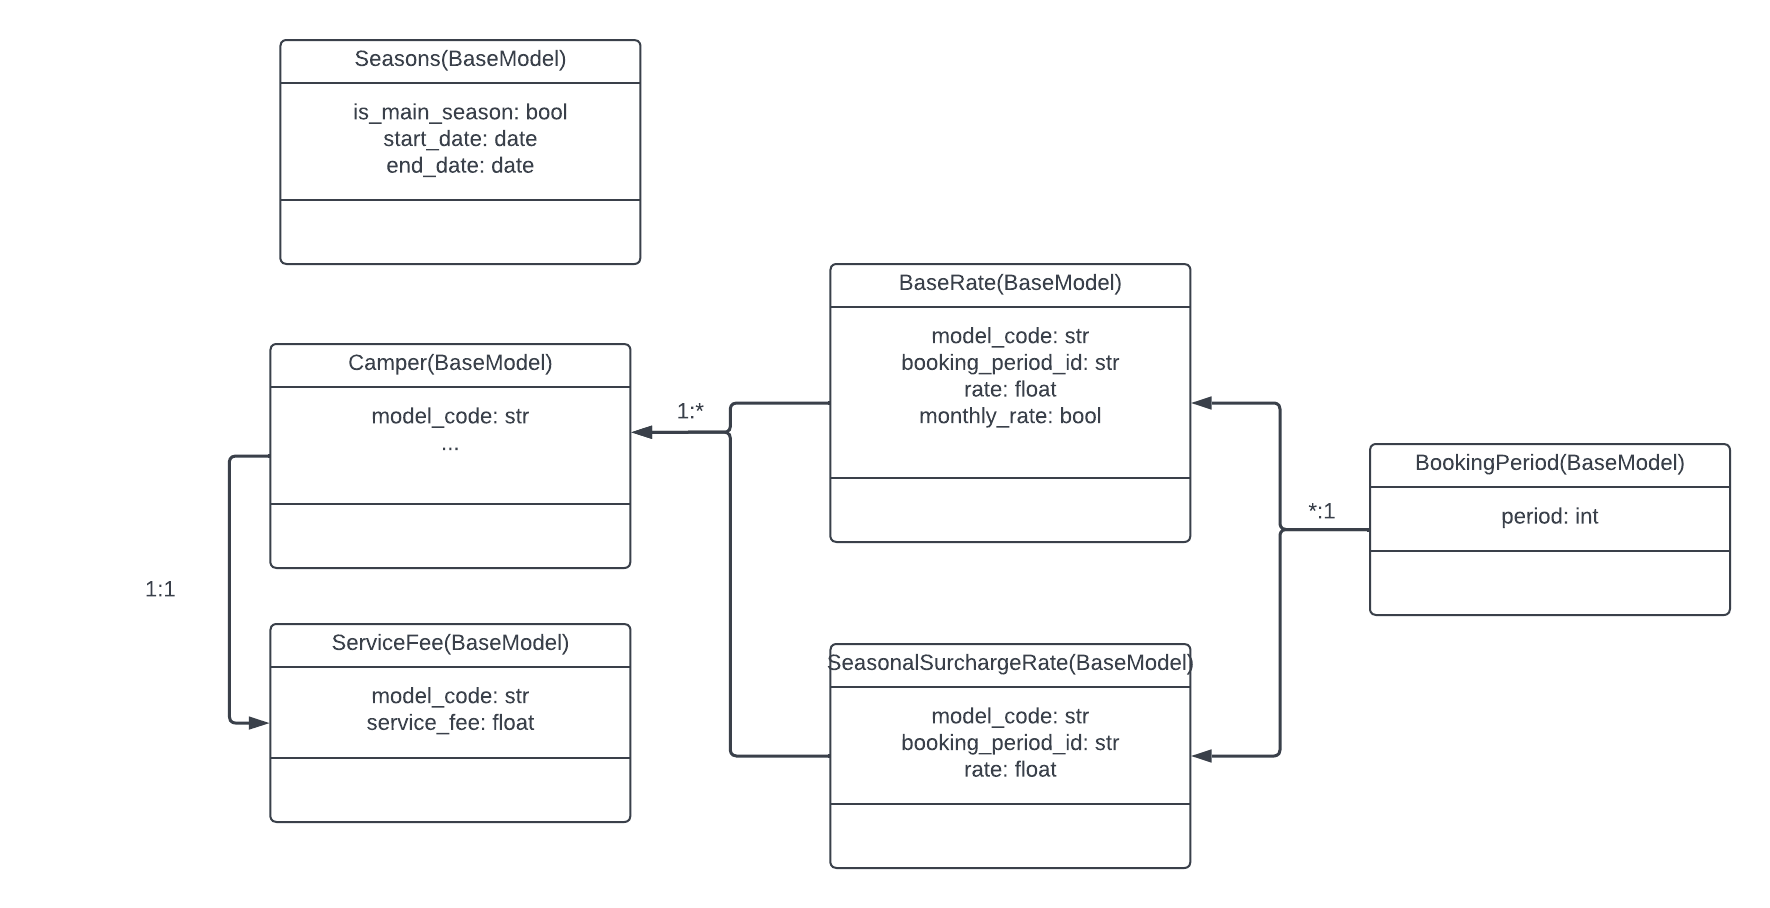 Seasons(BaseModel)
is_main_season: bool
start_date: date
end_date: date
Camper(BaseModel)
model_code: str
...
1:1
ServiceFee(BaseModel)
model_code: str
service_fee: float
1:*
BaseRate(BaseModel)
model_code: str
booking_period_id: str
rate: float
monthly_rate: bool
SeasonalSurchargeRate(BaseModel)
model_code: str
booking_period_id: str
rate: float
*:1
BookingPeriod(BaseModel)
period: int